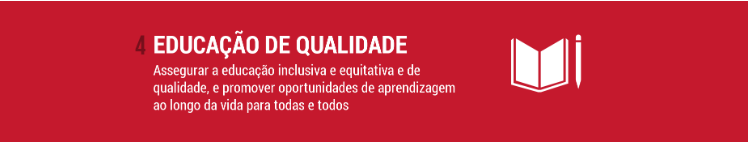 4 EDUCAÇÃO DE QUALIDADE
Assegurar a educação inclusiva e equitativa e de
qualidade, e promover oportunidades de aprendizagem
ao longo da vida para todas e todos